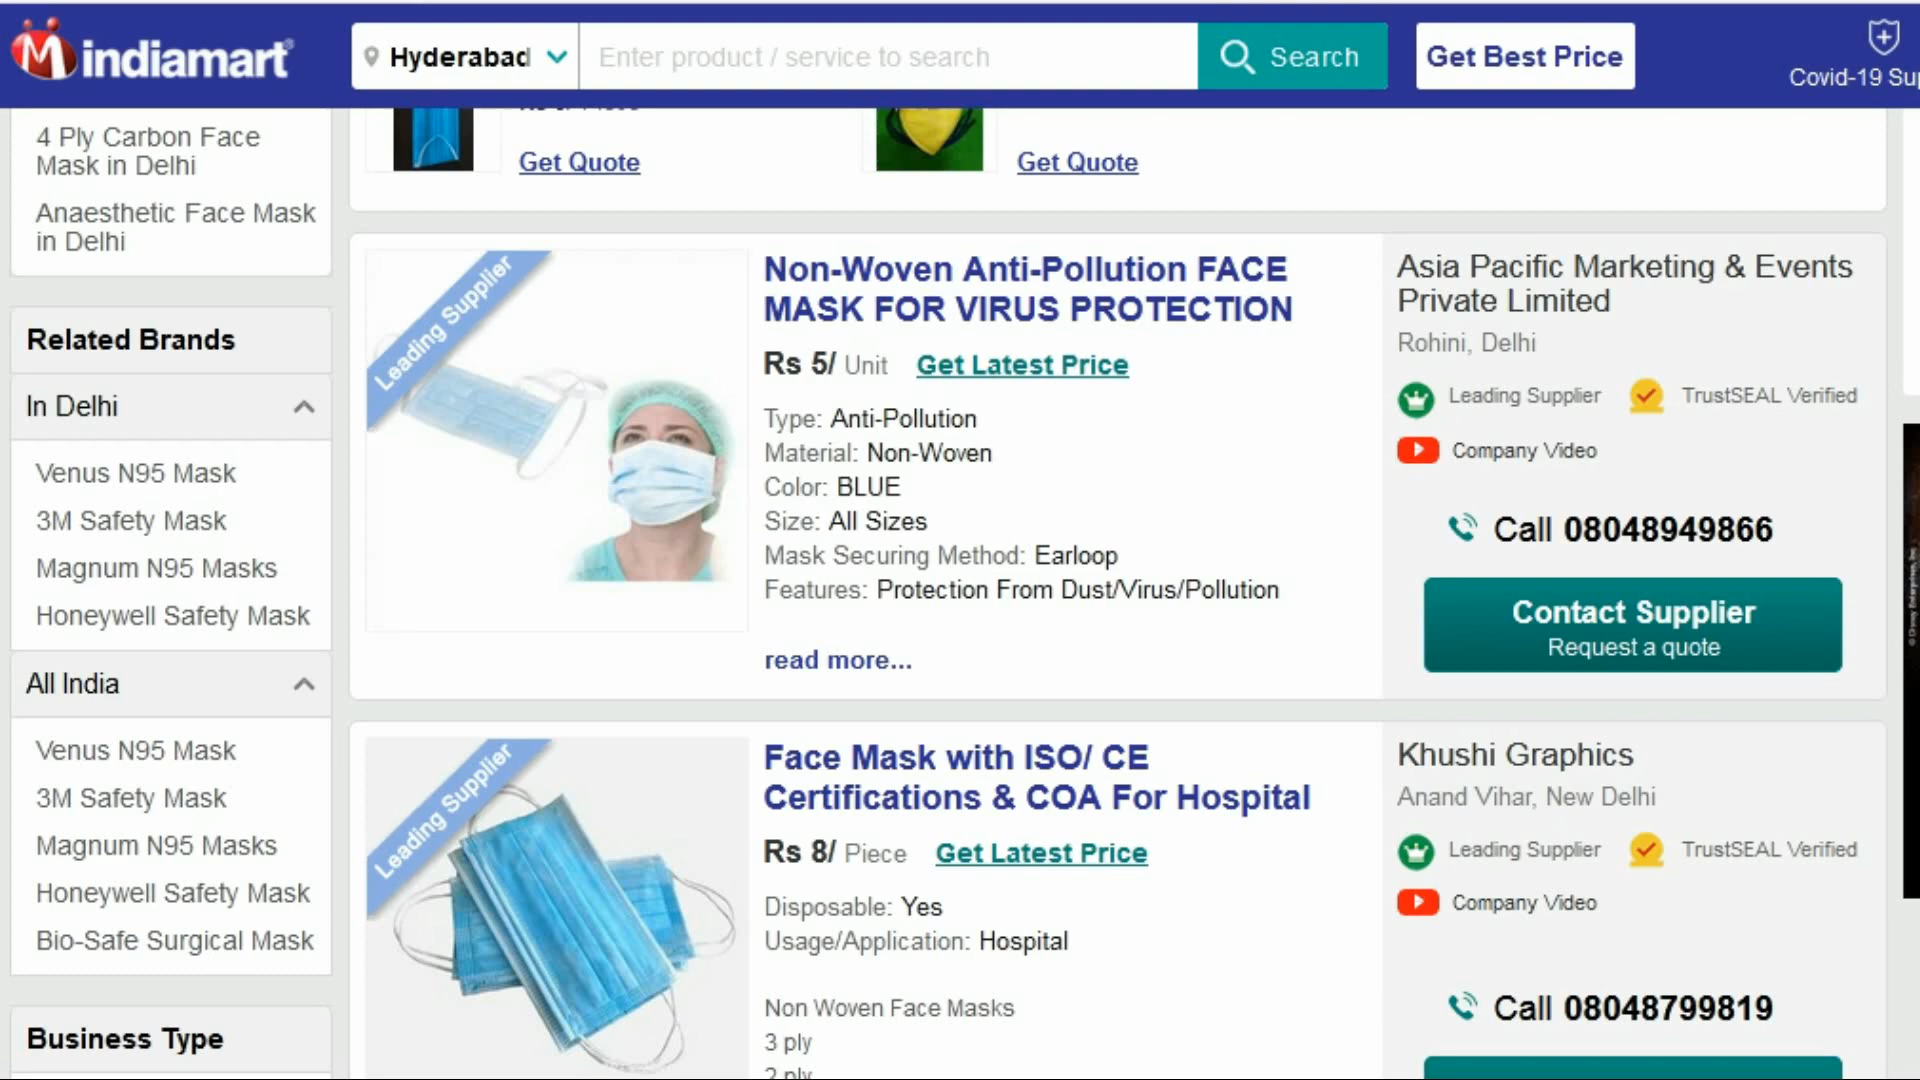 indiamart
Hyderabad
Enter product / service to search
Search
Get Best Price
Covid-19
4 Ply Carbon Face
Mask in Delhi
Anaesthetic Face Mask
in Delhi
Get Quote
Get Quote
Related Brands
In Delhi
Venus N95 Mask
3M Safety Mask
Magnum N95 Masks
Honeywell Safety Mask
All India
Venus N95 Mask
3M Safety Mask
Magnum N95 Masks
Honeywell Safety Mask
Bio-Safe Surgical Mask
Business Type
Leading Supplier
Non-Woven Anti-Pollution FACE
MASK FOR VIRUS PROTECTION
Rs 5/ Unit Get Latest Price
Type: Anti-Pollution
Material: Non-Woven
Color: BLUE
Size: All Sizes
Mask Securing Method: Earloop
Features: Protection From Dust/Virus/Pollution
read more...
Asia Pacific Marketing & Events
Private Limited
Rohini, Delhi
Leading Supplier TrustSEAL Verified
Company Video
Call 08048949866
Contact Supplier
Request a quote
Leading Supplier
Face Mask with ISO/ CE
Certifications & COA For Hospital
Rs 8/ Piece Get Latest Price
Disposable: Yes
Usage/Application: Hospital
Non Woven Face Masks
3 ply
2 ply
Khushi Graphics
Anand Vihar, New Delhi
Leading Supplier TrustSEAL Verified
Company Video
Call 08048799819